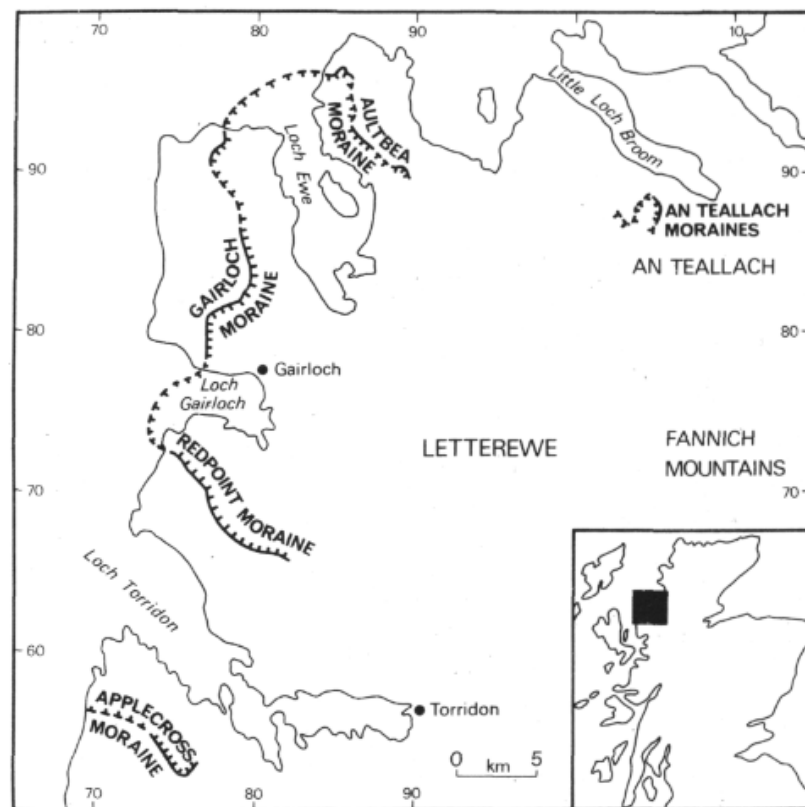 70
80
90
10
Little Loch Broom
AULTBEA
MORAINE
Loch Ewe
90
90
AN TEALLACH
MORAINES
AN TEALLACH
GAIRLOCH
MORAINE
80
80
Gairloch
Loch
Gairloch
LETTEREWE
FANNICH
MOUNTAINS
REDPOINT MORAINE
70
70
Loch Torridon
60
APPLECROSS
MORAINE
Torridon
0 5
km
70
80
90